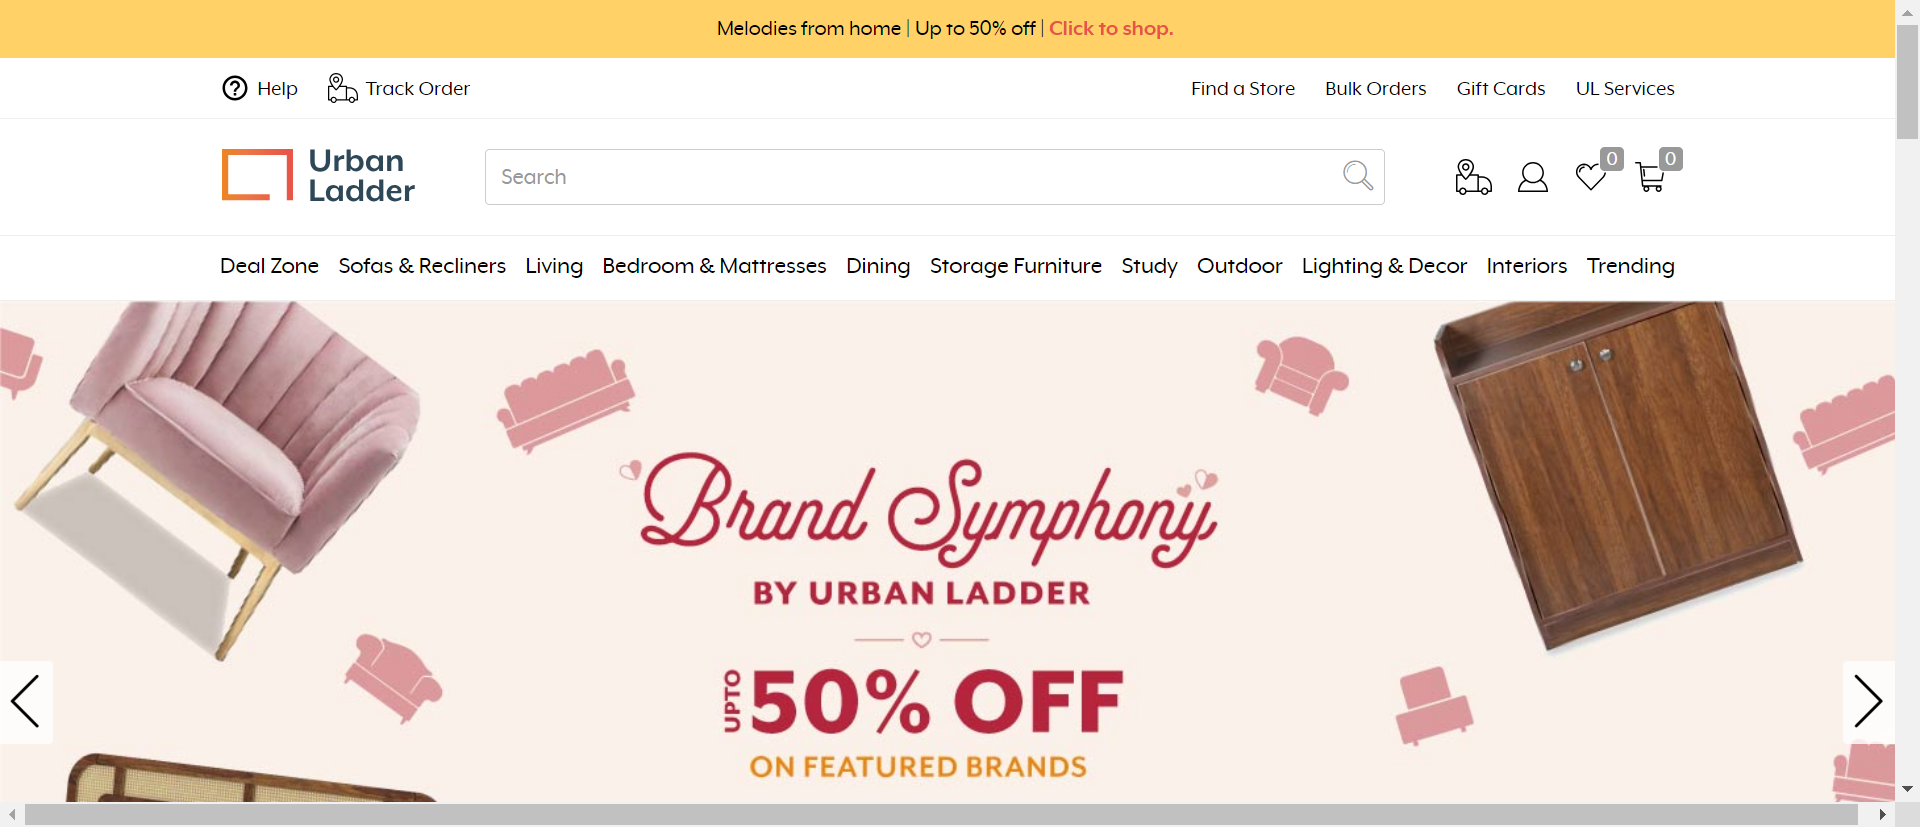 Melodies from home | Up to 50% off | Click to shop.
Help Track Order Find a Store Bulk Orders Gift Cards UL Services
Urban
Ladder
Search
0
0
Deal Zone Sofas & Recliners Living Bedroom & Mattresses Dining Storage Furniture Study Outdoor Lighting & Decor Interiors Trending
Brand Symphony
BY URBAN LADDER
UPTO 50% OFF
ON FEATURED BRANDS